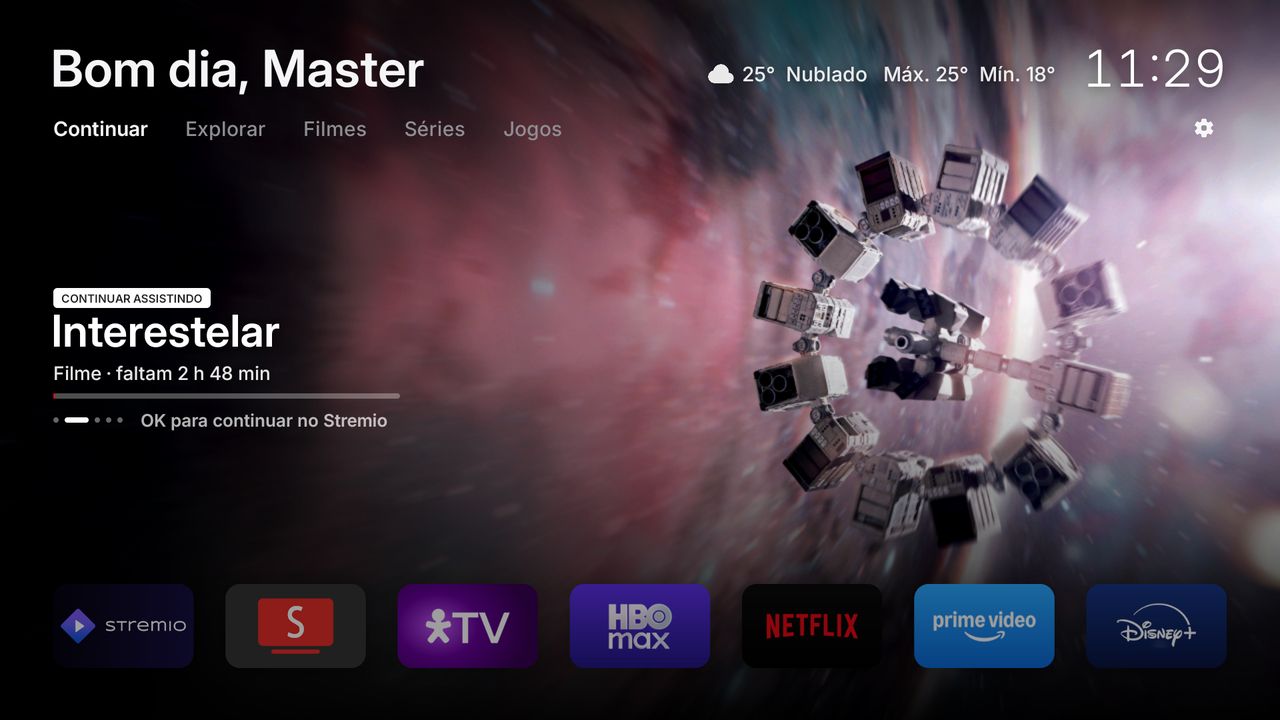 Bom dia, Master
25° Nublado Máx. 25° Mín. 18°
11:29
Continuar Explorar Filmes Séries Jogos
CONTINUAR ASSISTINDO
Interestelar
Filme · faltam 2 h 48 min
OK para continuar no Stremio
STREMIO
S
TV
HBO max
NETFLIX
prime video
Disney+